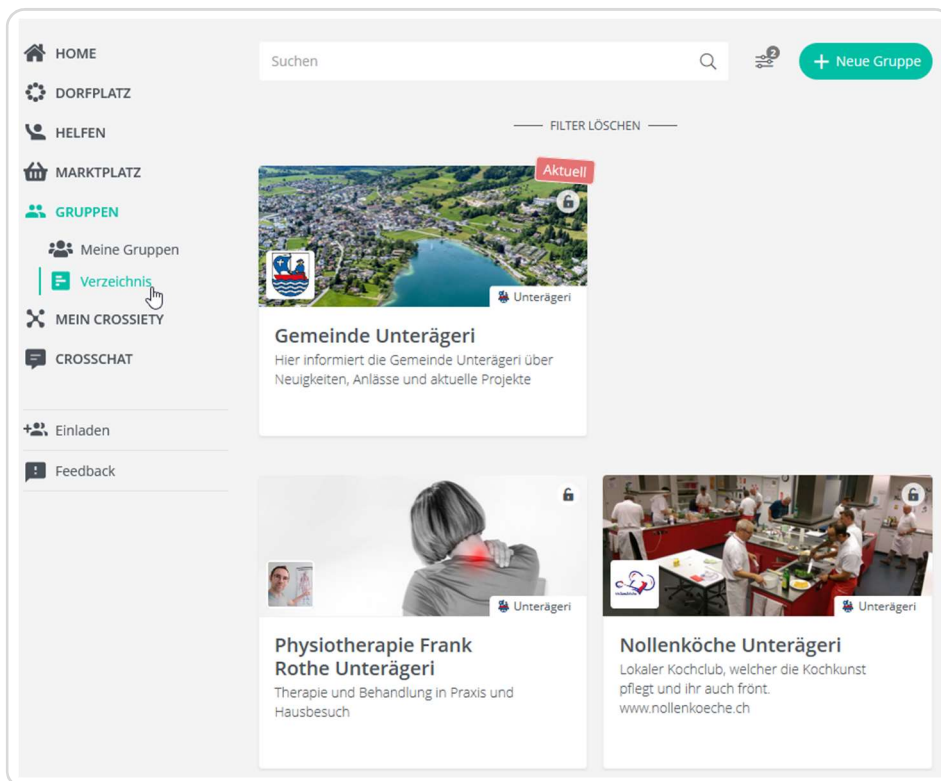 HOME
DORFPLATZ
HELFEN
MARKTPLATZ
GRUPPEN
Meine Gruppen
Verzeichnis
MEIN CROSSIETY
CROSSCHAT
Einladen
Feedback
Suchen
2
+ Neue Gruppe
FILTER LÖSCHEN
Aktuell
Unterägeri
Gemeinde Unterägeri
Hier informiert die Gemeinde Unterägeri über
Neuigkeiten, Anlässe und aktuelle Projekte
Unterägeri
Physiotherapie Frank
Rothe Unterägeri
Therapie und Behandlung in Praxis und
Hausbesuch
Unterägeri
Nollenköche Unterägeri
Lokaler Kochclub, welcher die Kochkunst
pflegt und ihr auch frönt.
www.nollenkoeche.ch